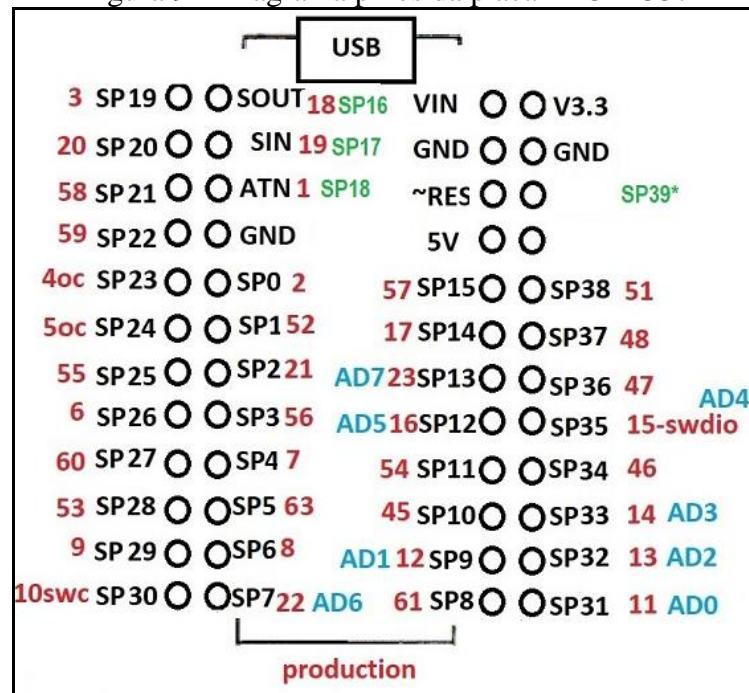 USB
3 SP19 SOUT 18 SP16 VIN V3.3
20 SP20 SIN 19 SP17 GND GND
58 SP21 ATN 1 SP18 ~RES SP39*
59 SP22 GND 5V
4oc SP23 SP0 2 57 SP15 SP38 51
5oc SP24 SP1 52 17 SP14 SP37 48
55 SP25 SP2 21 AD7 23 SP13 SP36 47
AD4
6 SP26 SP3 56 AD5 16 SP12 SP35 15-swdio
60 SP27 SP4 7 54 SP11 SP34 46
53 SP28 SP5 63 45 SP10 SP33 14 AD3
9 SP29 SP6 8 AD1 12 SP9 SP32 13 AD2
10swc SP30 SP7 22 AD6 61 SP8 SP31 11 AD0
production